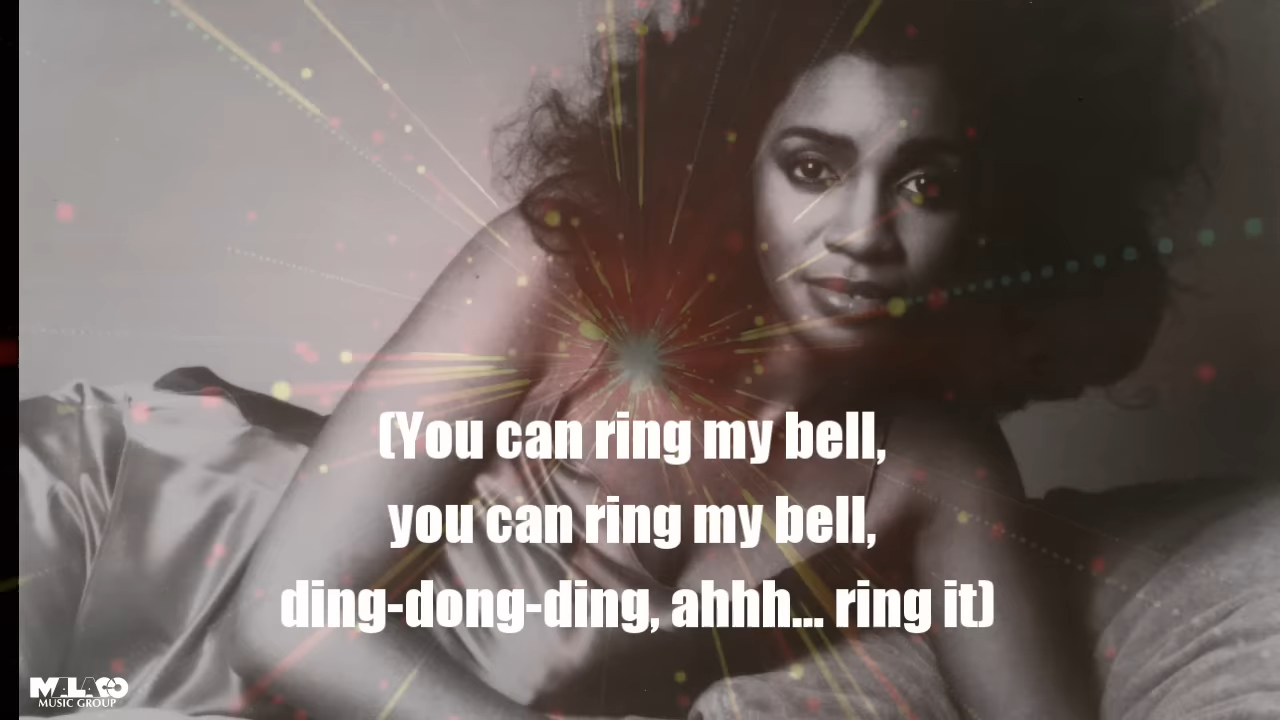 (You can ring my bell,
you can ring my bell,
ding-dong-ding, ahhh... ring it)
MALACO
MUSIC GROUP